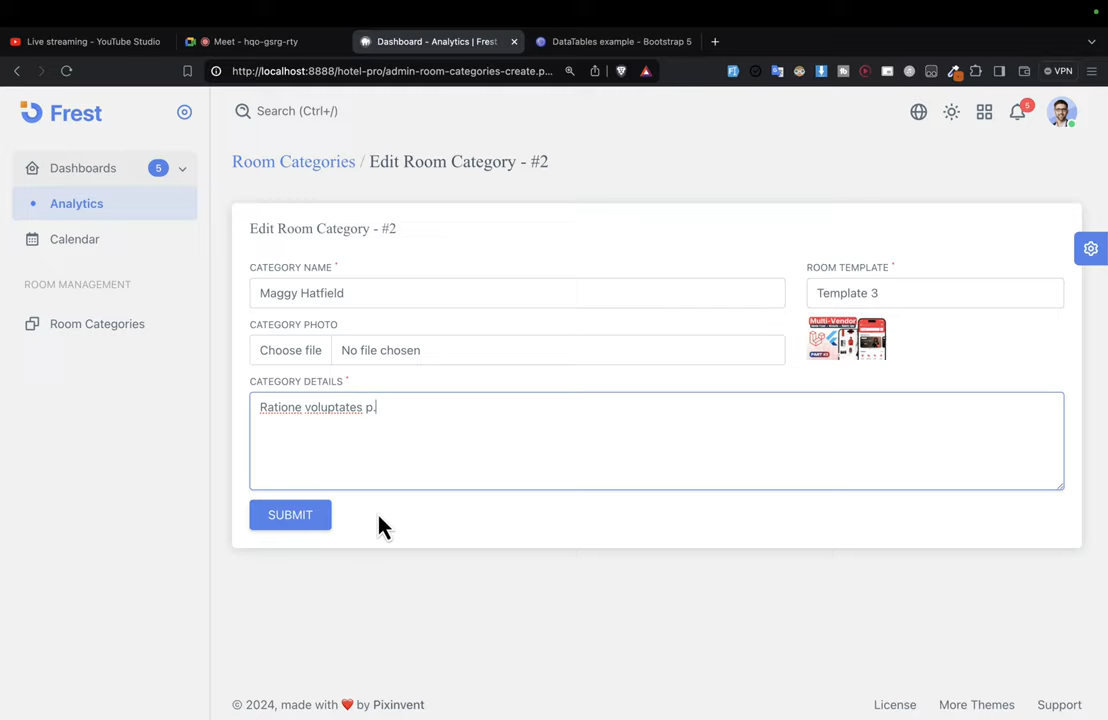 Live streaming - YouTube Studio
Meet - hqo-gsrg-rty
Dashboard - Analytics | Frest
DataTables example - Bootstrap 5
http://localhost:8888/hotel-pro/admin-room-categories-create.p...
VPN
Frest
Search (Ctrl+/)
5
Dashboards
5
Analytics
Calendar
ROOM MANAGEMENT
Room Categories
Room Categories / Edit Room Category - #2
Edit Room Category - #2
CATEGORY NAME *
ROOM TEMPLATE *
Maggy Hatfield
Template 3
CATEGORY PHOTO
Choose file
No file chosen
Multi-Vendor
PART #2
CATEGORY DETAILS *
Ratione voluptates p.
SUBMIT
© 2024, made with ❤️ by Pixinvent
License
More Themes
Support